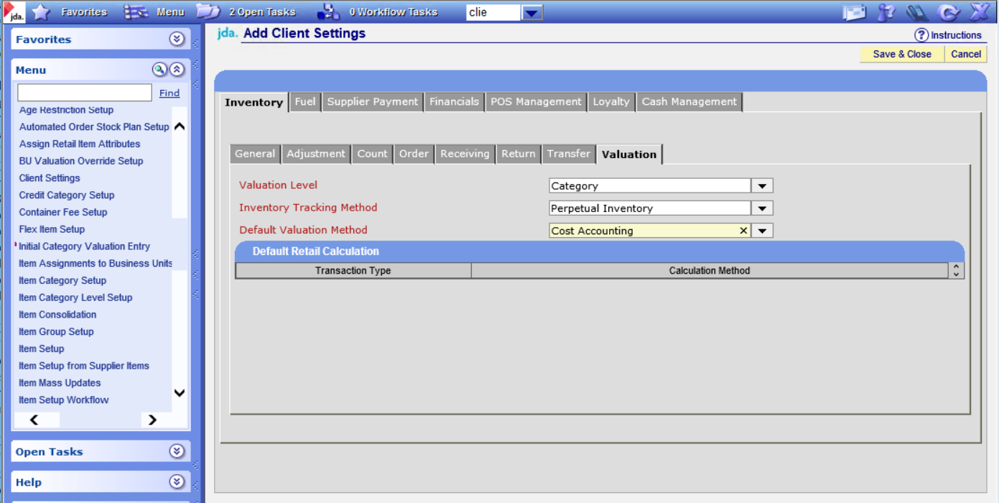 jda. Favorites Menu 2 Open Tasks 0 Workflow Tasks clie
Favorites
Menu
Find
Age Restriction Setup
Automated Order Stock Plan Setup
Assign Retail Item Attributes
BU Valuation Override Setup
Client Settings
Credit Category Setup
Container Fee Setup
Flex Item Setup
Initial Category Valuation Entry
Item Assignments to Business Units
Item Category Setup
Item Category Level Setup
Item Consolidation
Item Group Setup
Item Setup
Item Setup from Supplier Items
Item Mass Updates
Item Setup Workflow
Open Tasks
Help
jda. Add Client Settings
? Instructions
Save & Close Cancel
Inventory Fuel Supplier Payment Financials POS Management Loyalty Cash Management
General Adjustment Count Order Receiving Return Transfer Valuation
Valuation Level Category
Inventory Tracking Method Perpetual Inventory
Default Valuation Method Cost Accounting
Default Retail Calculation
Transaction Type Calculation Method